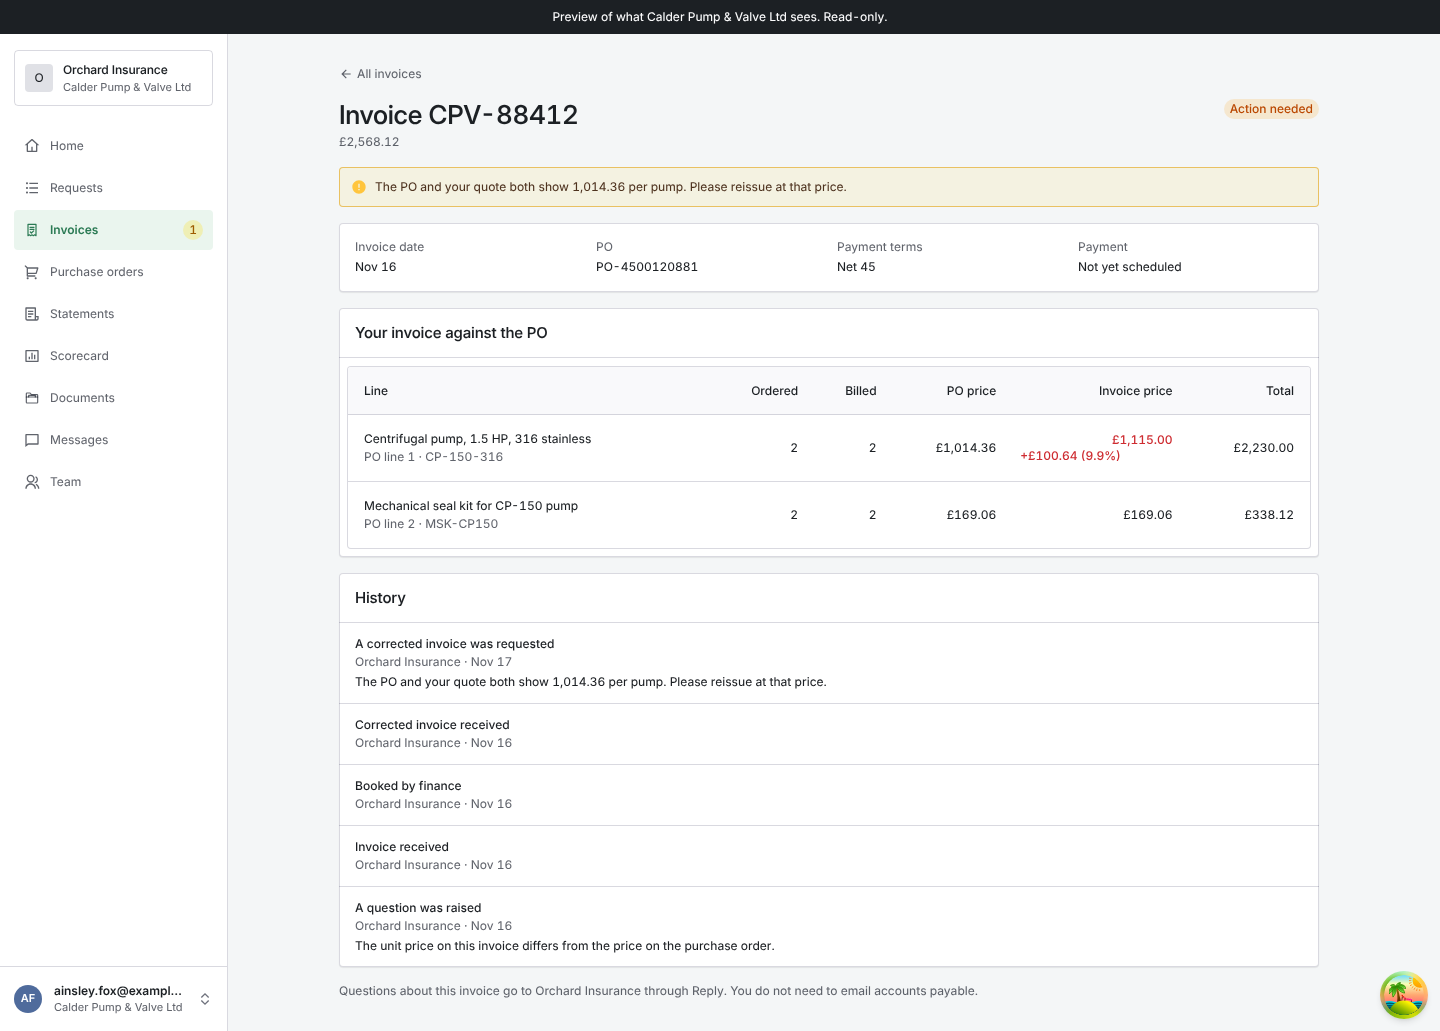 Preview of what Calder Pump & Valve Ltd sees. Read-only.
O
Orchard Insurance
Calder Pump & Valve Ltd
Home
Requests
Invoices 1
Purchase orders
Statements
Scorecard
Documents
Messages
Team
AF
ainsley.fox@exampl...
Calder Pump & Valve Ltd
← All invoices
Invoice CPV-88412
Action needed
£2,568.12
The PO and your quote both show 1,014.36 per pump. Please reissue at that price.
Invoice date PO Payment terms Payment
Nov 16 PO-4500120881 Net 45 Not yet scheduled
Your invoice against the PO
Line Ordered Billed PO price Invoice price Total
Centrifugal pump, 1.5 HP, 316 stainless
PO line 1 · CP-150-316
2 2 £1,014.36 £1,115.00 £2,230.00
+£100.64 (9.9%)
Mechanical seal kit for CP-150 pump
PO line 2 · MSK-CP150
2 2 £169.06 £169.06 £338.12
History
A corrected invoice was requested
Orchard Insurance · Nov 17
The PO and your quote both show 1,014.36 per pump. Please reissue at that price.
Corrected invoice received
Orchard Insurance · Nov 16
Booked by finance
Orchard Insurance · Nov 16
Invoice received
Orchard Insurance · Nov 16
A question was raised
Orchard Insurance · Nov 16
The unit price on this invoice differs from the price on the purchase order.
Questions about this invoice go to Orchard Insurance through Reply. You do not need to email accounts payable.